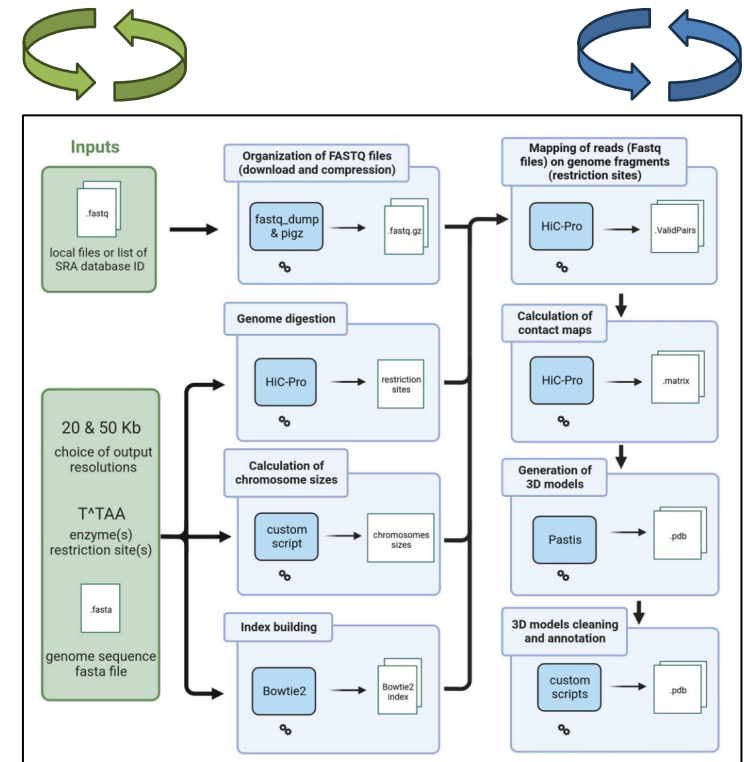 Inputs
.fastq
local files or list of
SRA database ID
20 & 50 Kb
choice of output
resolutions
T^TAA
enzyme(s)
restriction site(s)
.fasta
genome sequence
fasta file
Organization of FASTQ files
(download and compression)
fastq_dump
& pigz
.fastq.gz
Genome digestion
HiC-Pro
restriction
sites
Calculation of
chromosome sizes
custom
script
chromosomes
sizes
Index building
Bowtie2
Bowtie2
index
Mapping of reads (Fastq
files) on genome fragments
(restriction sites)
HiC-Pro
.ValidPairs
Calculation of
contact maps
HiC-Pro
.matrix
Generation of
3D models
Pastis
.pdb
3D models cleaning
and annotation
custom
scripts
.pdb